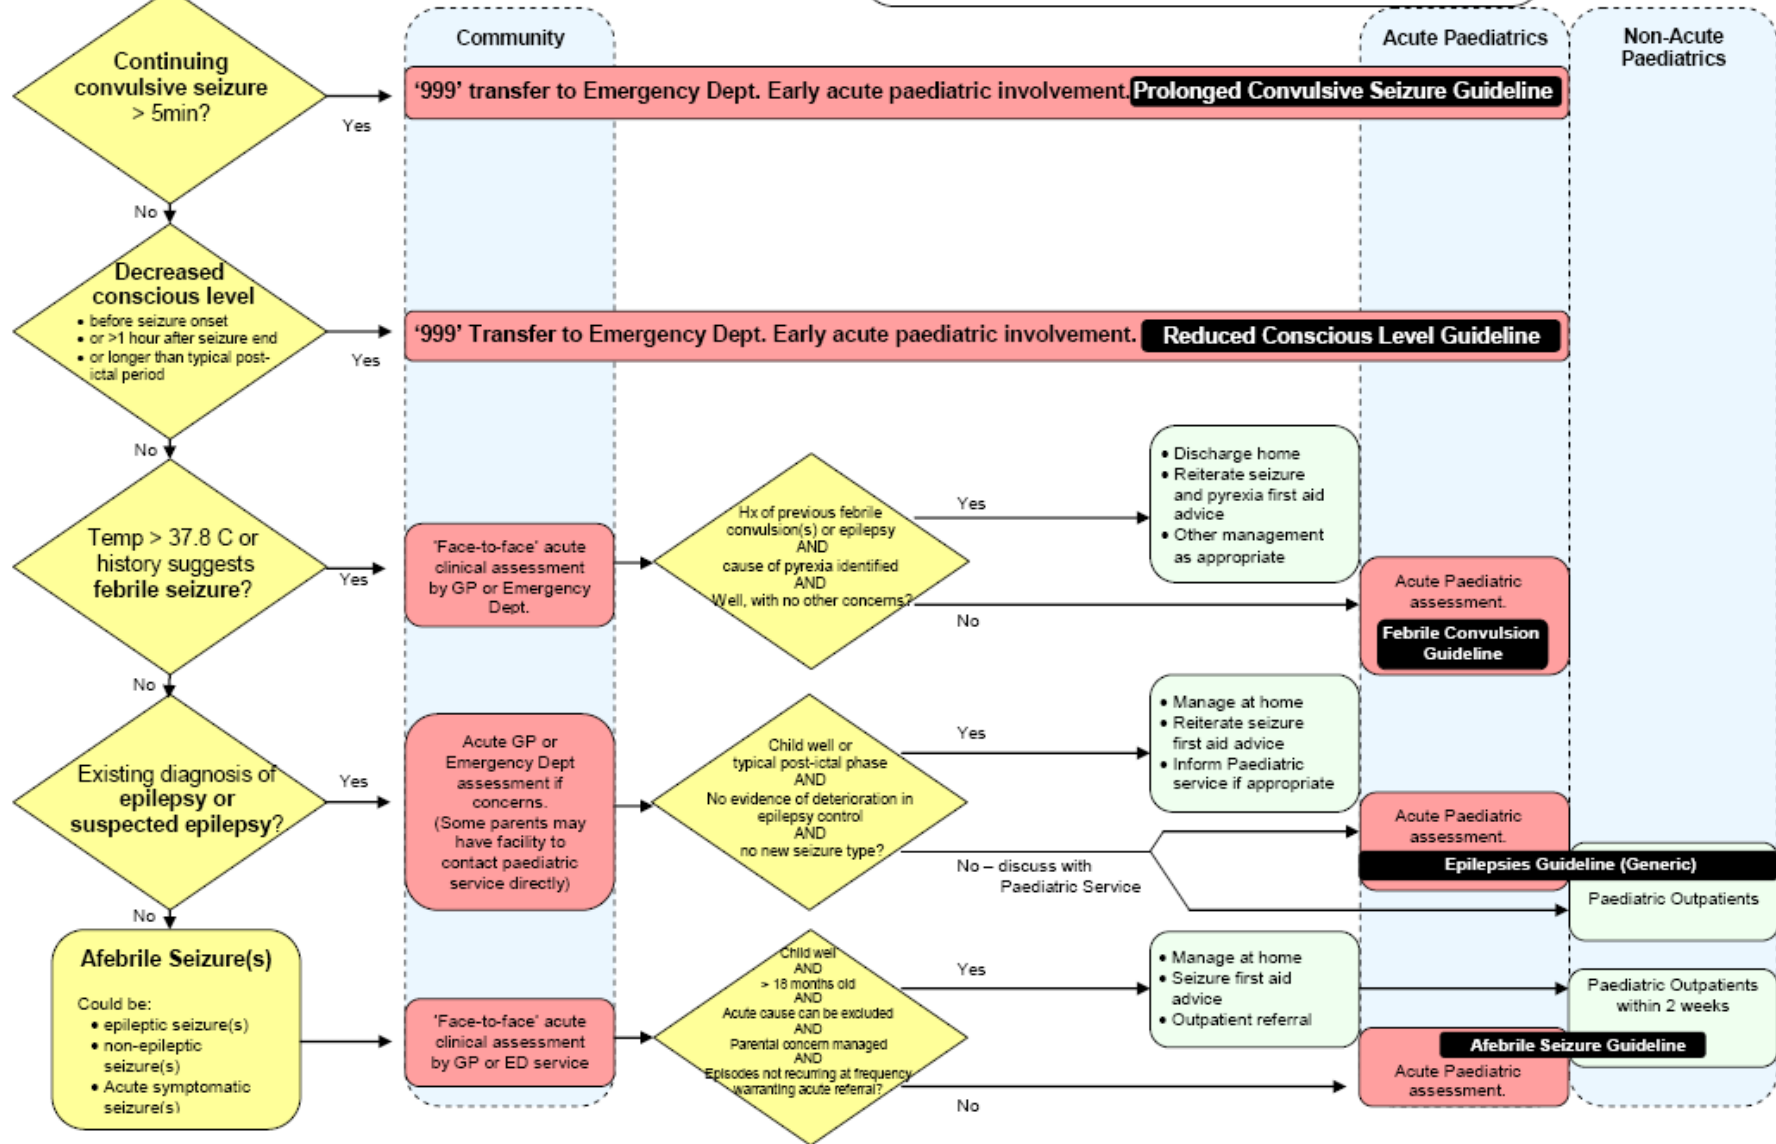 Community
Acute Paediatrics
Non-Acute
Paediatrics
Continuing
convulsive seizure
> 5min?
Yes
'999' transfer to Emergency Dept. Early acute paediatric involvement. Prolonged Convulsive Seizure Guideline
No
Decreased
conscious level
• before seizure onset
• or >1 hour after seizure end
• or longer than typical post-
ictal period
Yes
'999' Transfer to Emergency Dept. Early acute paediatric involvement. Reduced Conscious Level Guideline
No
Temp > 37.8 C or
history suggests
febrile seizure?
Yes
'Face-to-face' acute
clinical assessment
by GP or Emergency
Dept.
Hx of previous febrile
convulsion(s) or epilepsy
AND
cause of pyrexia identified
AND
Well, with no other concerns?
Yes
• Discharge home
• Reiterate seizure
and pyrexia first aid
advice
• Other management
as appropriate
No
Acute Paediatric
assessment.
Febrile Convulsion
Guideline
No
Existing diagnosis of
epilepsy or
suspected epilepsy?
Yes
Acute GP or
Emergency Dept
assessment if
concerns.
(Some parents may
have facility to
contact paediatric
service directly)
Child well or
typical post-ictal phase
AND
No evidence of deterioration in
epilepsy control
AND
no new seizure type?
Yes
• Manage at home
• Reiterate seizure
first aid advice
• Inform Paediatric
service if appropriate
No – discuss with
Paediatric Service
Acute Paediatric
assessment.
Epilepsies Guideline (Generic)
Paediatric Outpatients
No
Afebrile Seizure(s)
Could be:
• epileptic seizure(s)
• non-epileptic
seizure(s)
• Acute symptomatic
seizure(s)
'Face-to-face' acute
clinical assessment
by GP or ED service
Child well
AND
> 18 months old
AND
Acute cause can be excluded
AND
Parental concern managed
AND
Episodes not recurring at frequency
warranting acute referral?
Yes
• Manage at home
• Seizure first aid
advice
• Outpatient referral
Paediatric Outpatients
within 2 weeks
Afebrile Seizure Guideline
No
Acute Paediatric
assessment.